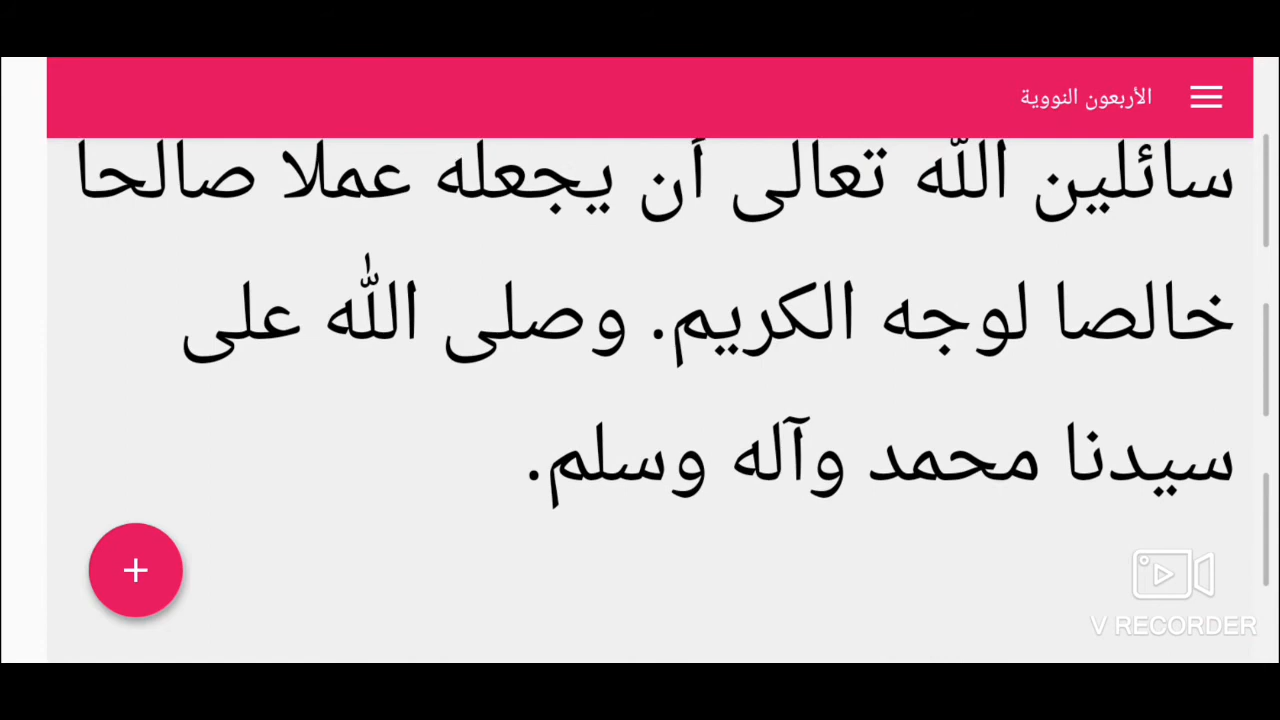 الأربعون النووية
سائلين الله تعالى أن يجعله عملا صالحا
خالصا لوجه الكريم. وصلى الله على
سيدنا محمد وآله وسلم.
+
V RECORDER